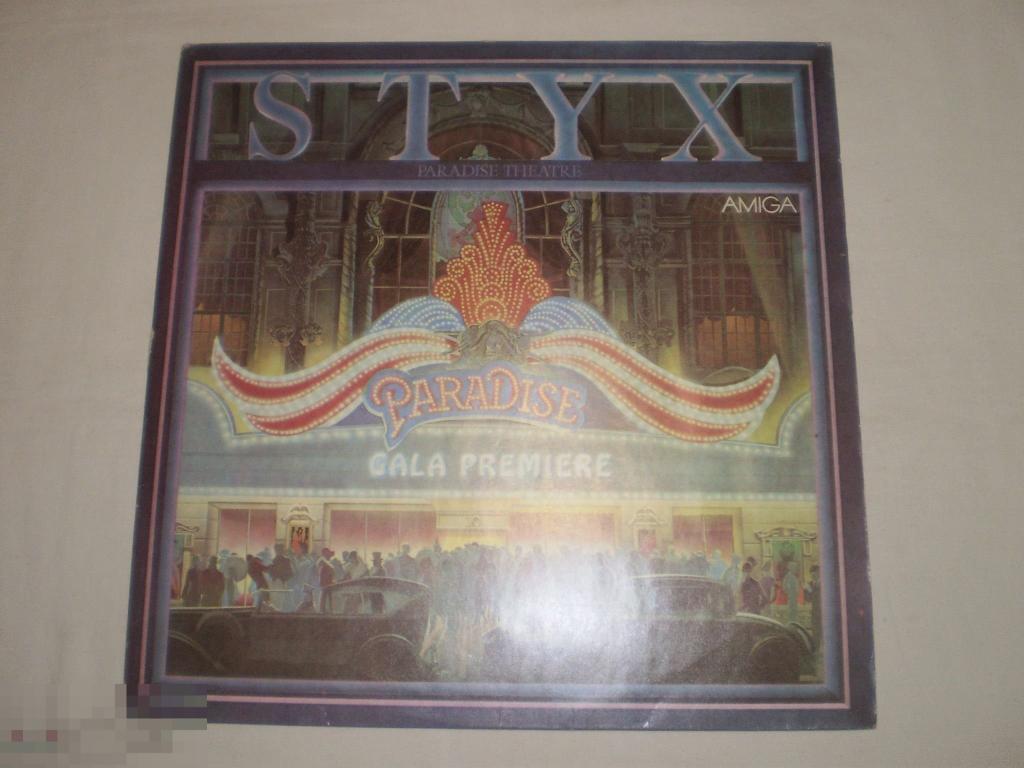 STYX
PARADISE THEATRE
AMIGA
PARADISE
GALA PREMIERE